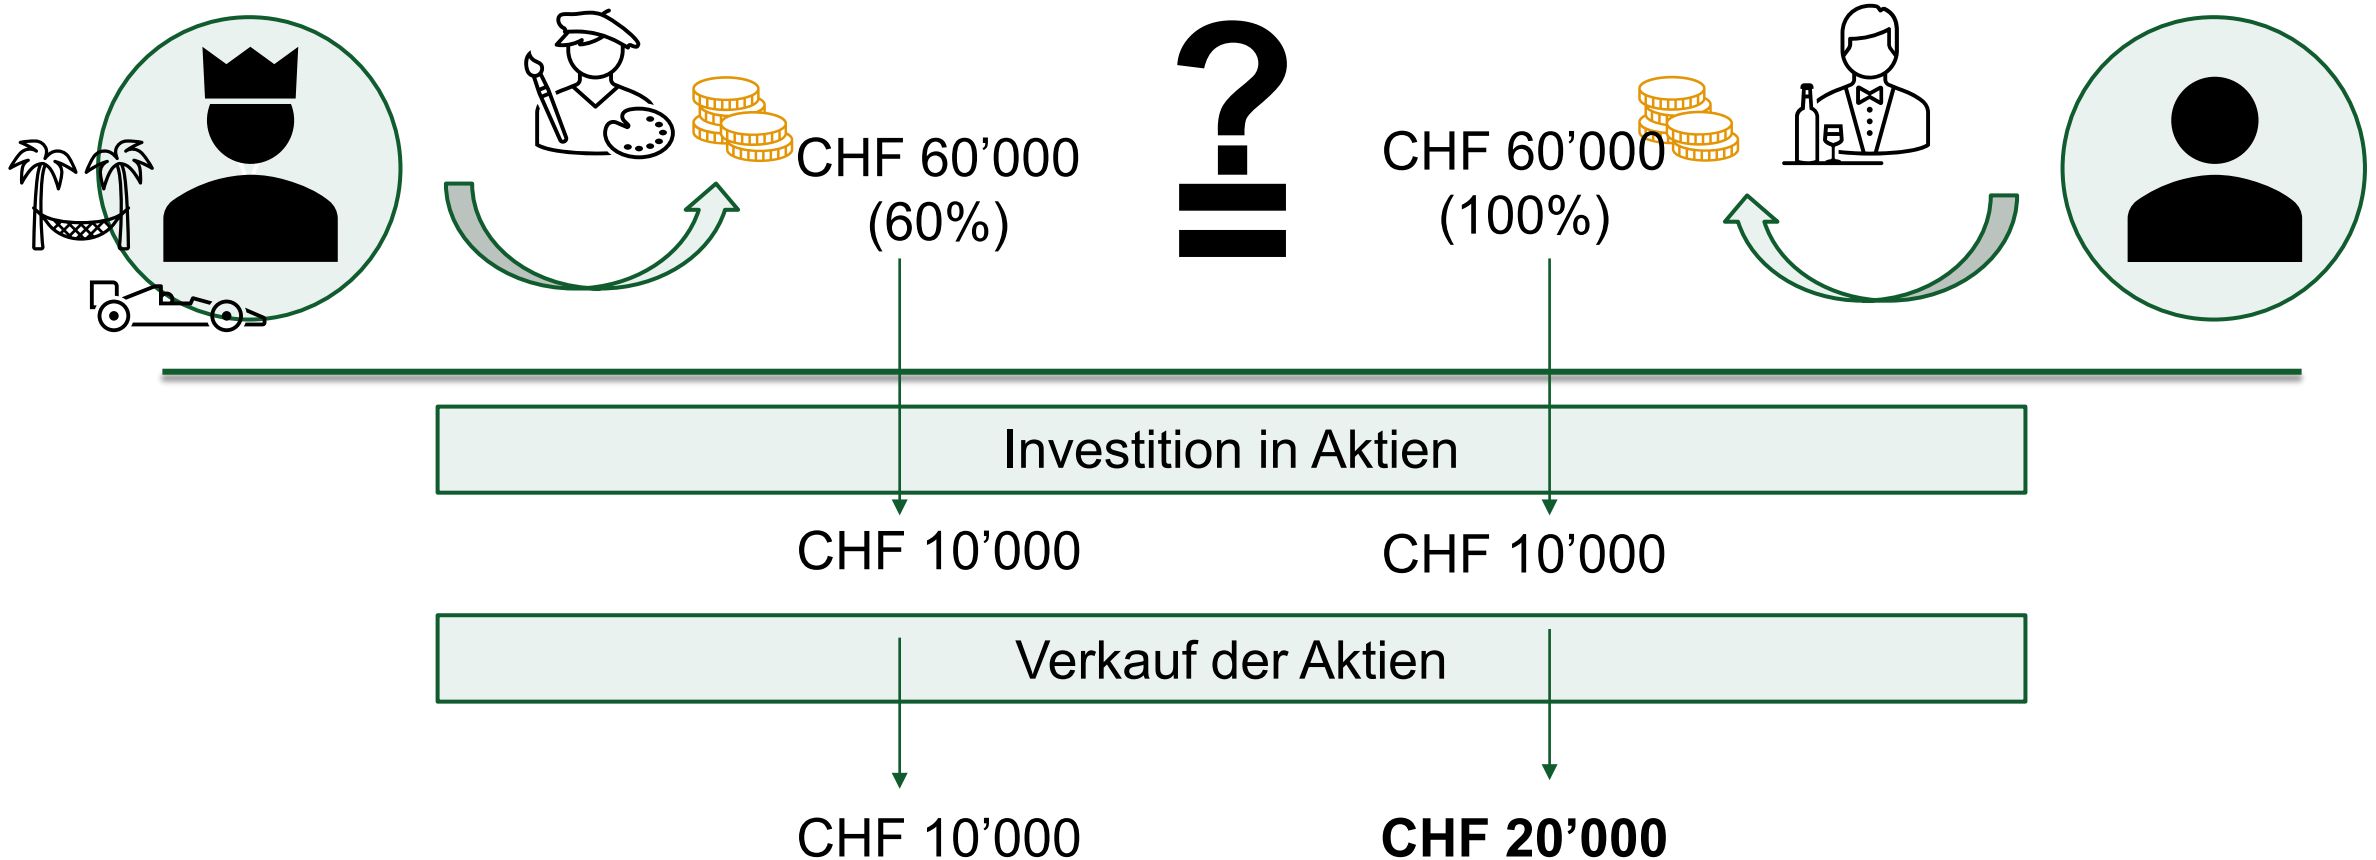 CHF 60’000
(60%)
?
=
CHF 60’000
(100%)
Investition in Aktien
CHF 10’000
CHF 10’000
Verkauf der Aktien
CHF 10’000
CHF 20’000